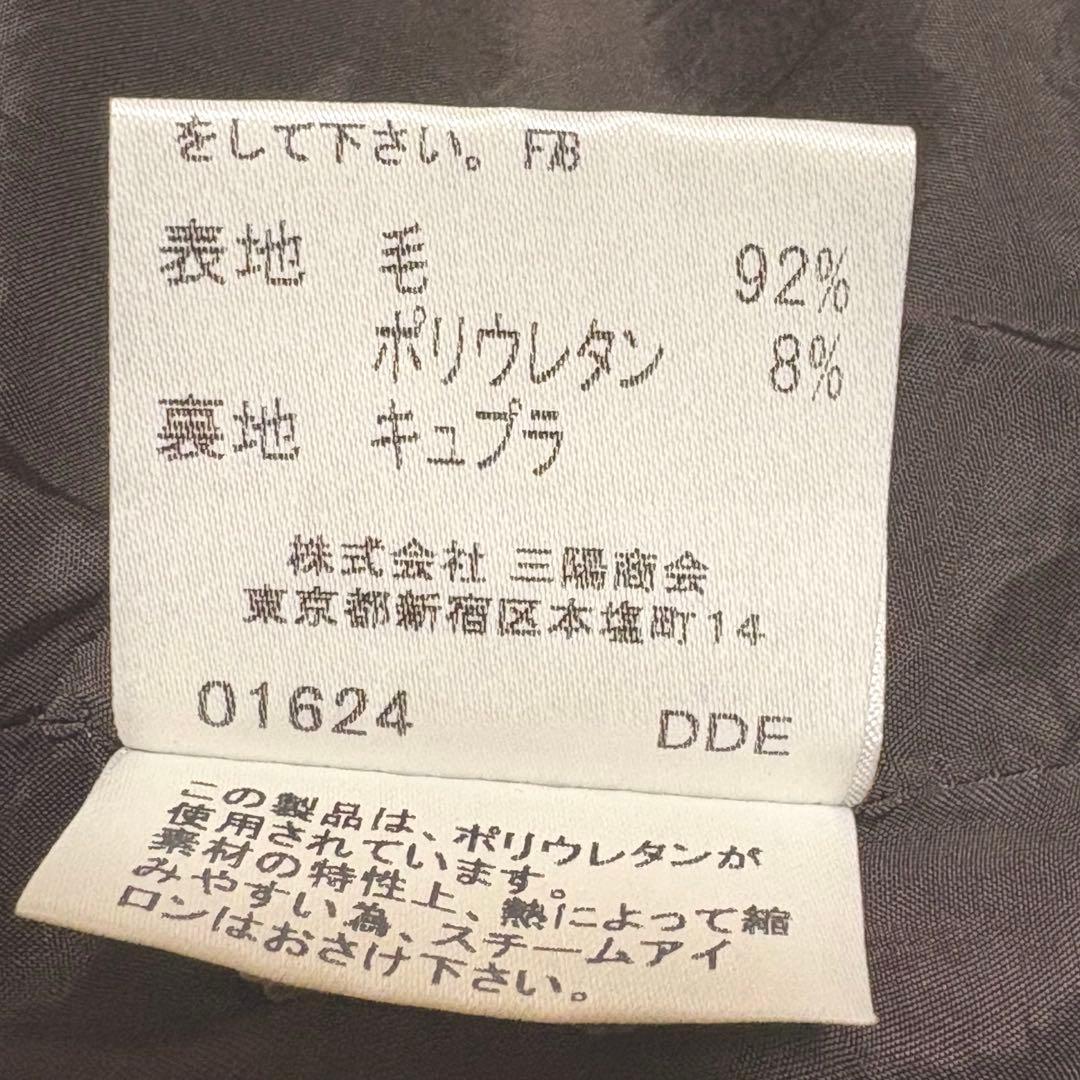 をして下さい。 F7B
表地 毛 92%
ポリウレタン 8%
裏地 キュプラ
株式会社 三陽商会
東京都新宿区本塩町14
01624 DDE
この製品は、ポリウレタンが
使用されています。
素材の特性上、熱によって縮
みやすい為、スチームアイ
ロンはおさけ下さい。